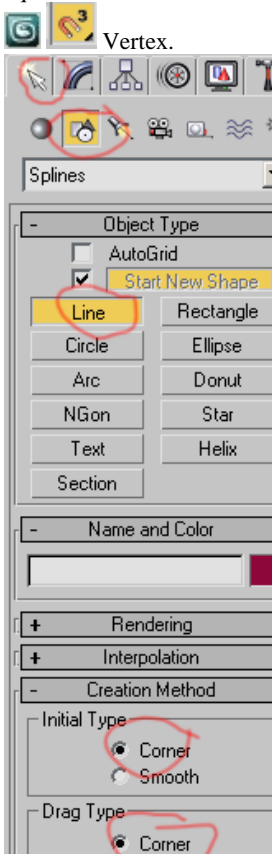 3
Vertex.
Splines
- Object Type
AutoGrid
Start New Shape
Line Rectangle
Circle Ellipse
Arc Donut
NGon Star
Text Helix
Section
- Name and Color
+ Rendering
+ Interpolation
- Creation Method
Initial Type
Corner
Smooth
Drag Type
Corner